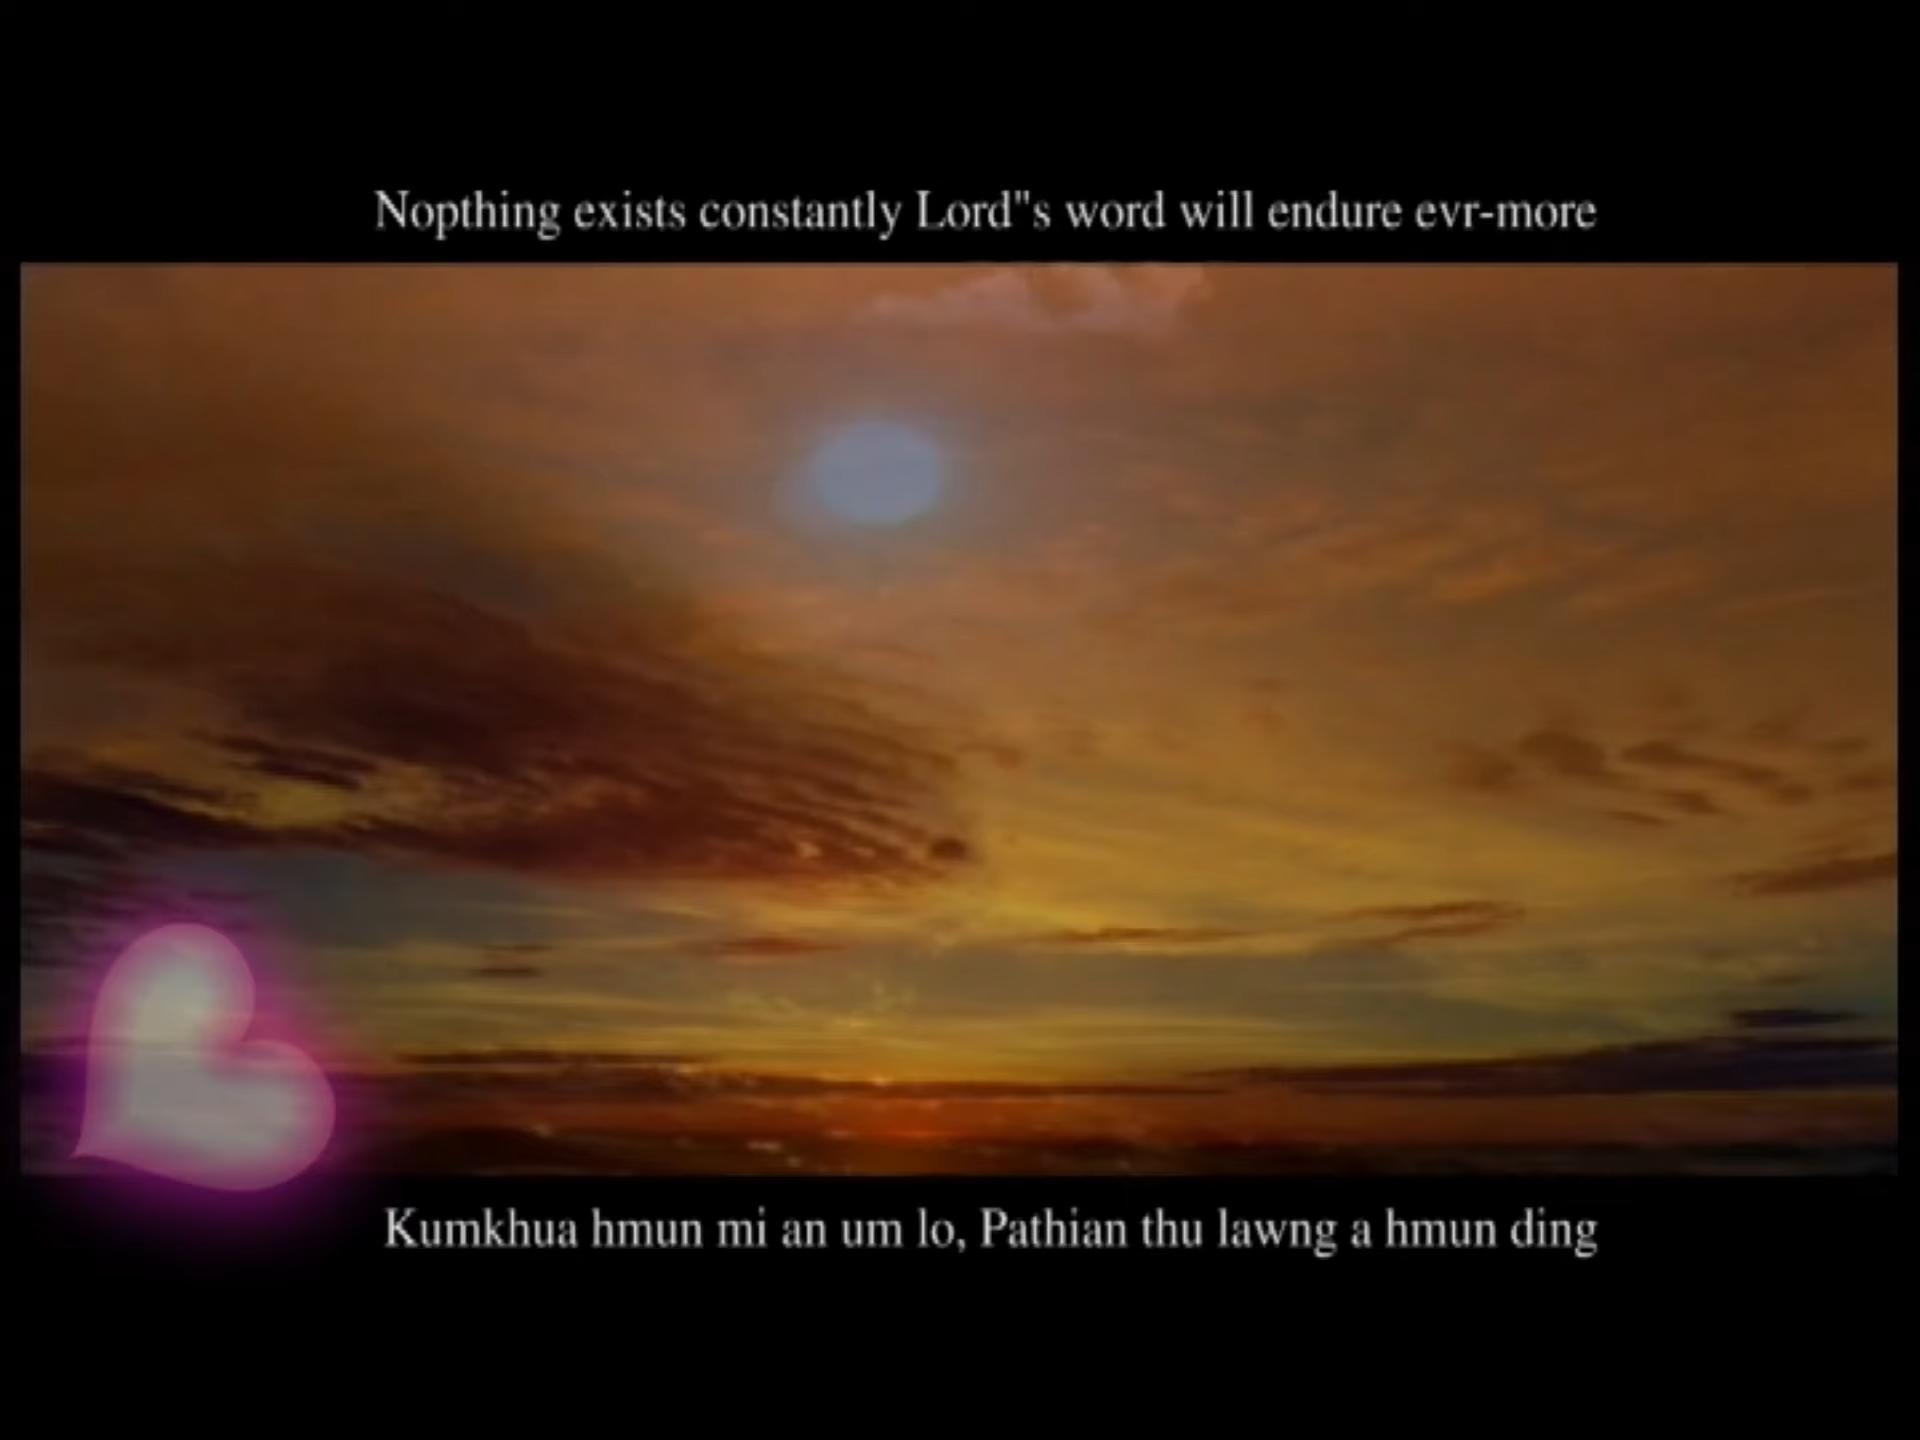 Nopthing exists constantly Lord"s word will endure evr-more
Kumkhua hmun mi an um lo, Pathian thu lawng a hmun ding